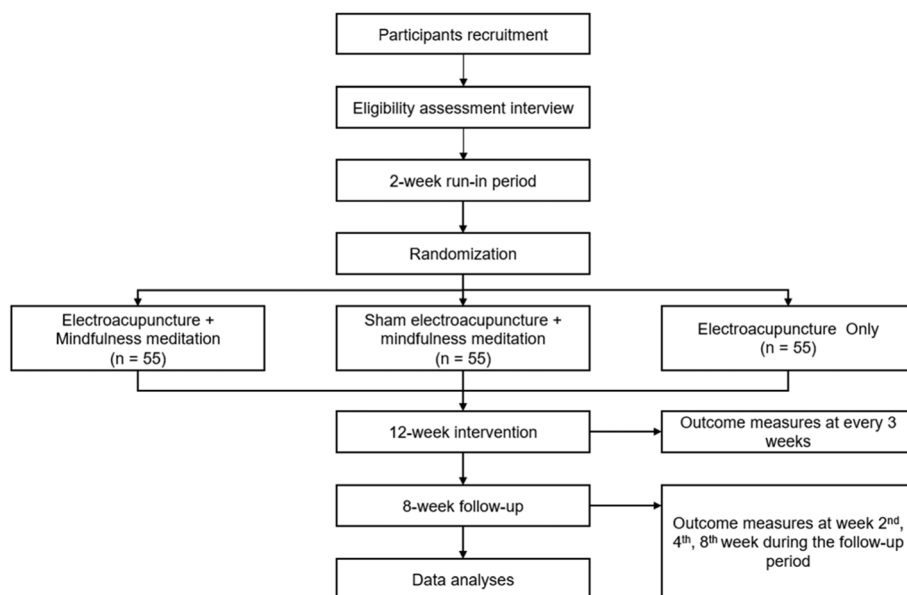 Participants recruitment
Eligibility assessment interview
2-week run-in period
Randomization
Electroacupuncture +
Mindfulness meditation
(n = 55)
Sham electroacupuncture +
mindfulness meditation
(n = 55)
Electroacupuncture Only
(n = 55)
12-week intervention
Outcome measures at every 3
weeks
8-week follow-up
Outcome measures at week 2nd,
4th, 8th week during the follow-up
period
Data analyses